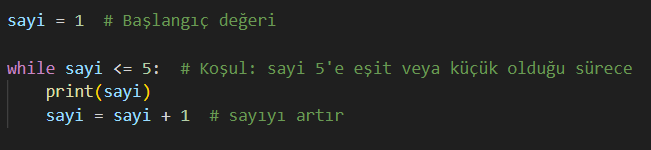 sayi = 1  # Başlangıç değeri
while sayi <= 5:  # Koşul: sayi 5'e eşit veya küçük olduğu sürece
    print(sayi)
    sayi = sayi + 1  # sayıyı artır